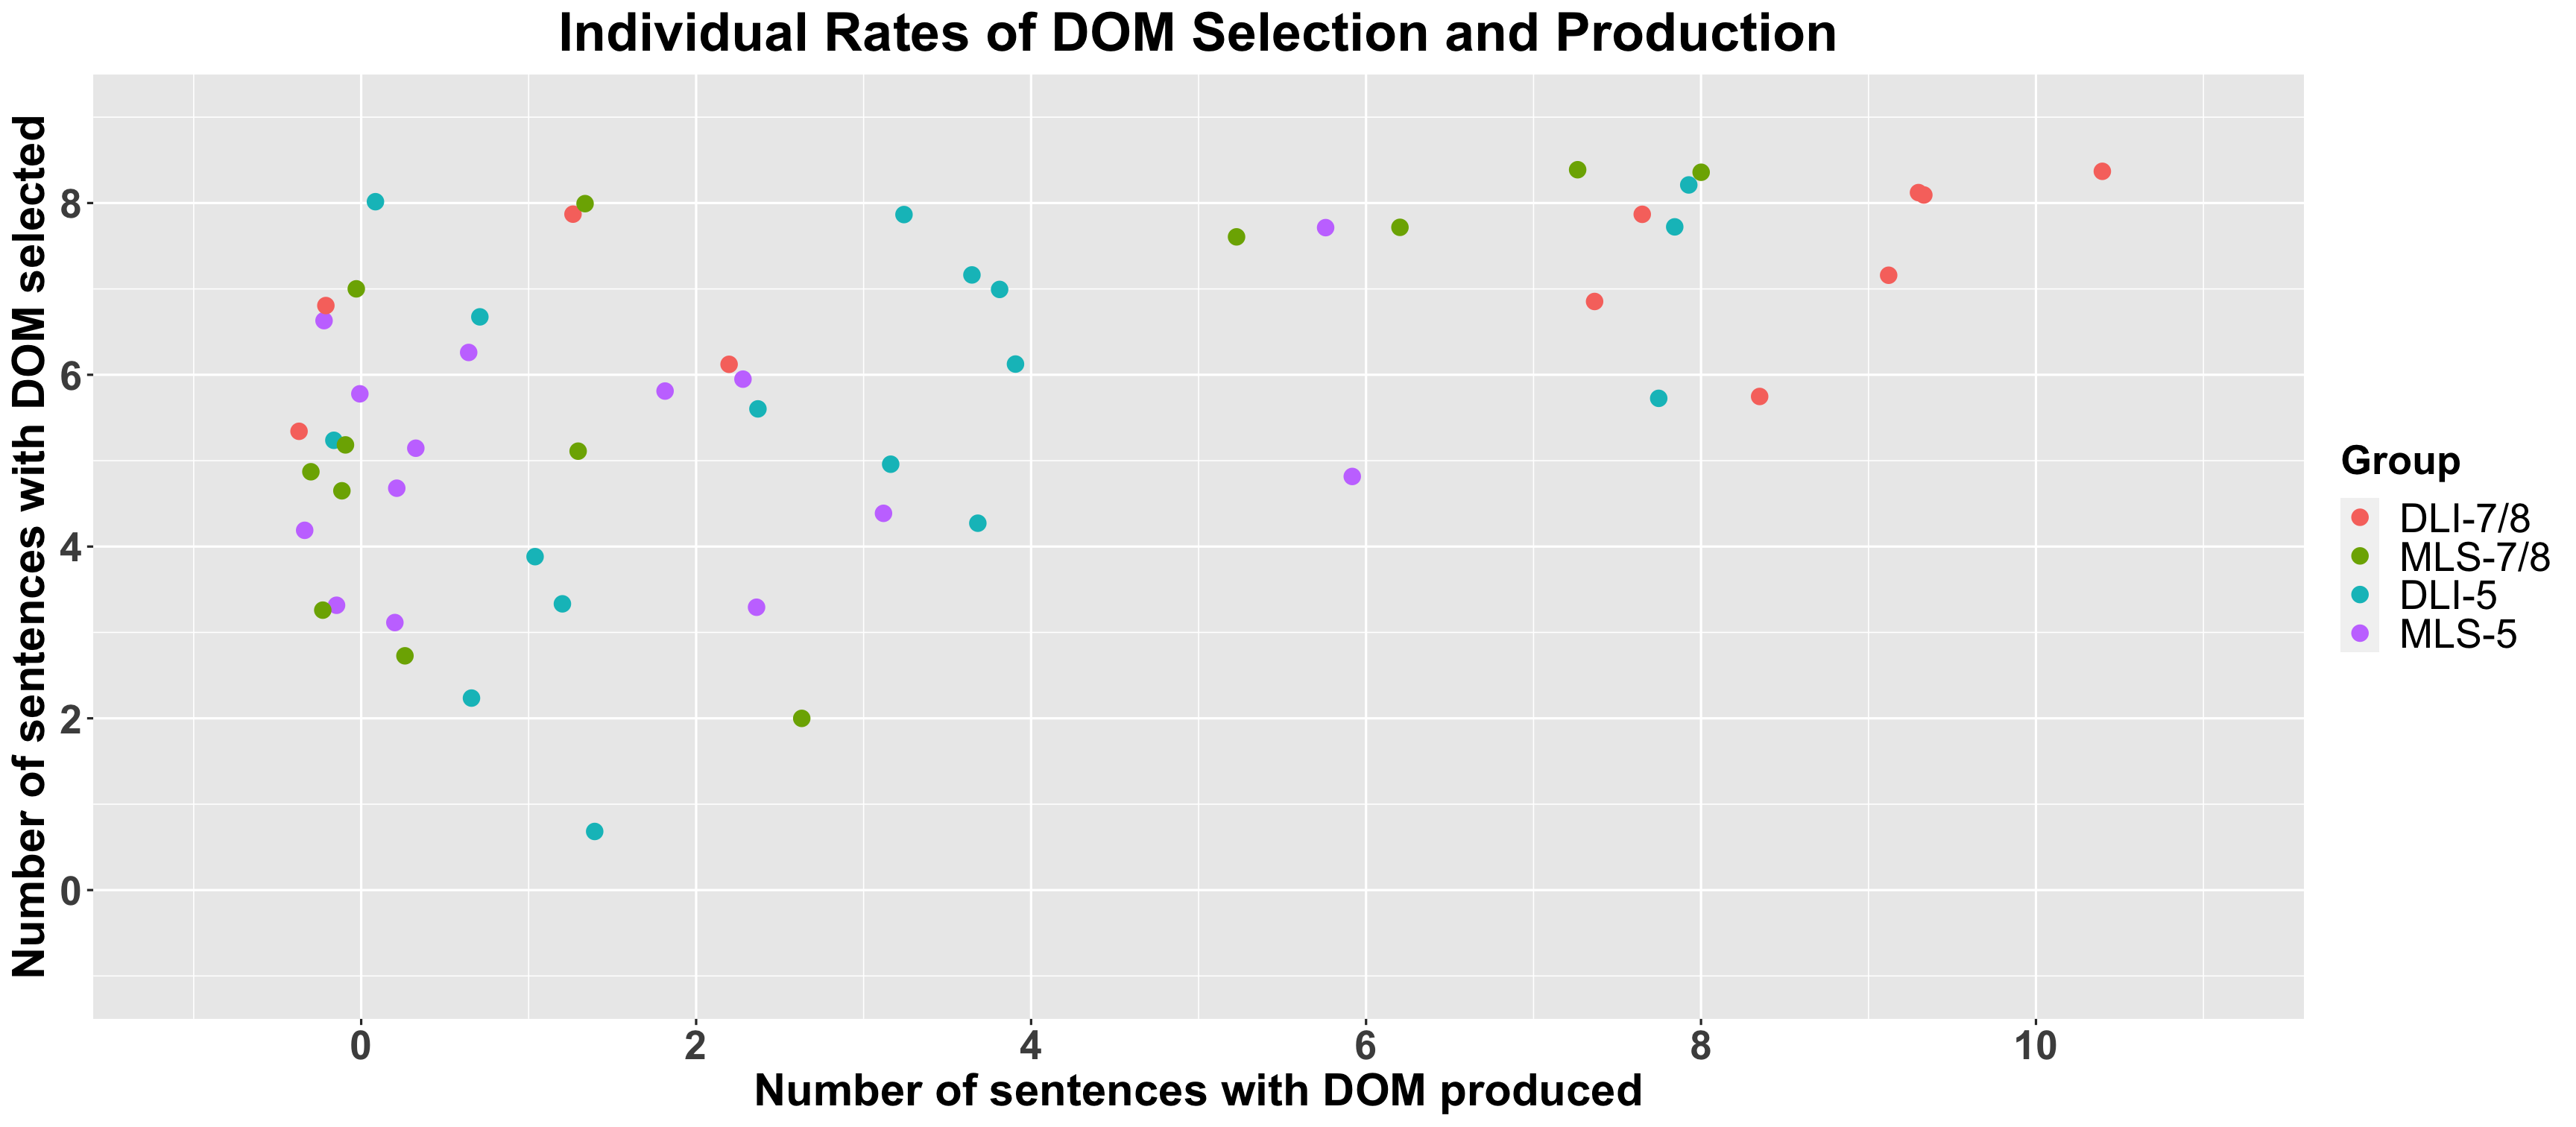 Individual Rates of DOM Selection and Production
Number of sentences with DOM selected
8
6
4
2
0
0 2 4 6 8 10
Number of sentences with DOM produced
Group
DLI-7/8
MLS-7/8
DLI-5
MLS-5